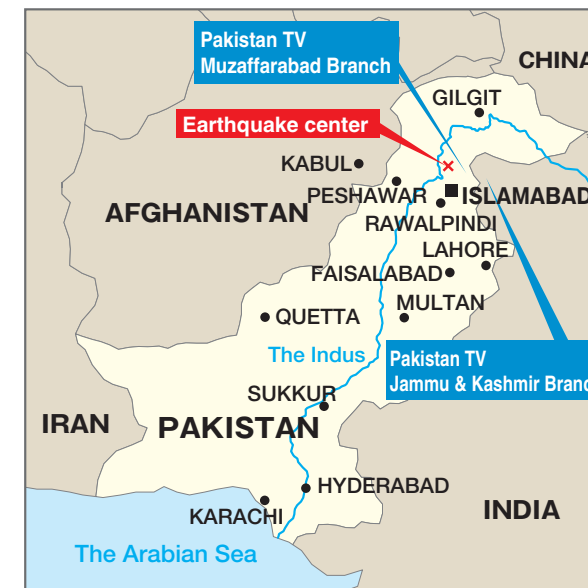 Pakistan TV
Muzaffarabad Branch
CHINA
GILGIT
Earthquake center
KABUL
PESHAWAR
ISLAMABAD
AFGHANISTAN
RAWALPINDI
LAHORE
FAISALABAD
MULTAN
QUETTA
The Indus
Pakistan TV
Jammu & Kashmir Branc
SUKKUR
IRAN
PAKISTAN
HYDERABAD
INDIA
KARACHI
The Arabian Sea